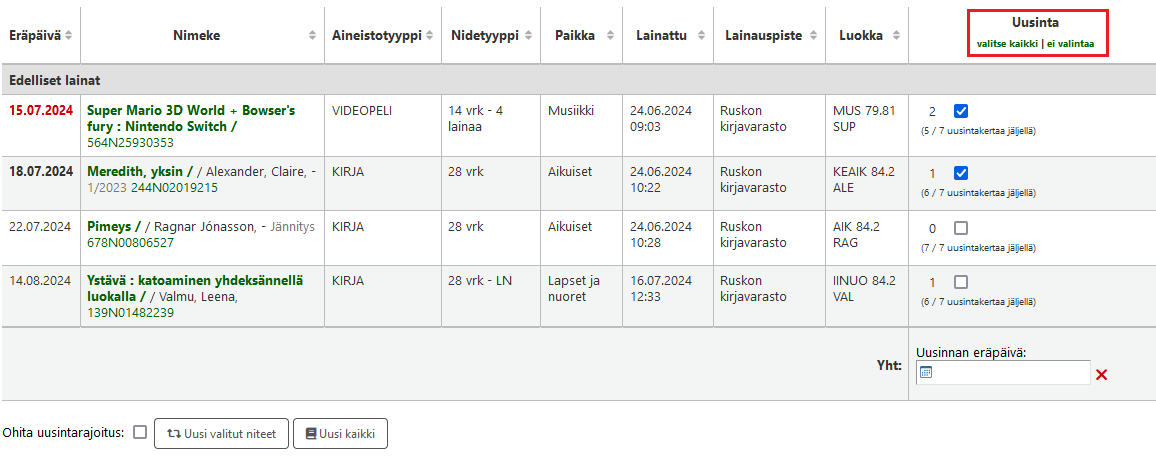 Eräpäivä Nimeke Aineistotyyppi Nidetyyppi Paikka Lainattu Lainauspiste Luokka Uusinta
valitse kaikki | ei valintaa
Edelliset lainat
15.07.2024 Super Mario 3D World + Bowser's VIDEOPELI 14 vrk - 4 Musiikki 24.06.2024 Ruskon MUS 79.81 2
fury : Nintendo Switch / lainaa 09:03 kirjavarasto SUP (5 / 7 uusintakertaa jäljellä)
564N25930353
18.07.2024 Meredith, yksin / / Alexander, Claire, - KIRJA 28 vrk Aikuiset 24.06.2024 Ruskon KEAIK 84.2 1
1/2023 244N02019215 10:22 kirjavarasto ALE (6 / 7 uusintakertaa jäljellä)
22.07.2024 Pimeys / / Ragnar Jónasson, - Jännitys KIRJA 28 vrk Aikuiset 24.06.2024 Ruskon AIK 84.2 0
678N00806527 10:28 kirjavarasto RAG (7 / 7 uusintakertaa jäljellä)
14.08.2024 Ystävä : katoaminen yhdeksännellä KIRJA 28 vrk - LN Lapset ja 16.07.2024 Ruskon IINUO 84.2 1
luokalla / / Valmu, Leena, nuoret 12:33 kirjavarasto VAL (6 / 7 uusintakertaa jäljellä)
139N01482239
Uusinnan eräpäivä:
Yht:
Ohita uusintarajoitus: Uusi valitut niteet Uusi kaikki